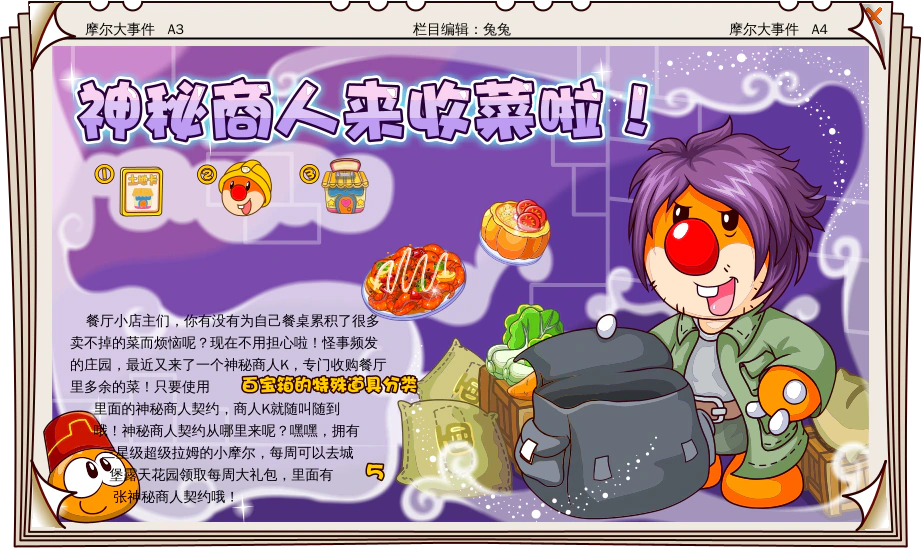 摩尔大事件 A3
栏目编辑：兔兔
摩尔大事件 A4
神秘商人来收菜啦！
① ② ③
土地卡
餐厅小店主们，你有没有为自己餐桌累积了很多
卖不掉的菜而烦恼呢？现在不用担心啦！怪事频发
的庄园，最近又来了一个神秘商人K，专门收购餐厅
里多余的菜！只要使用 百宝箱的特殊道具分类
里面的神秘商人契约，商人K就随叫随到
哦！神秘商人契约从哪里来呢？嘿嘿，拥有
星级超级拉姆的小摩尔，每周可以去城
堡露天花园领取每周大礼包，里面有 5
张神秘商人契约哦！